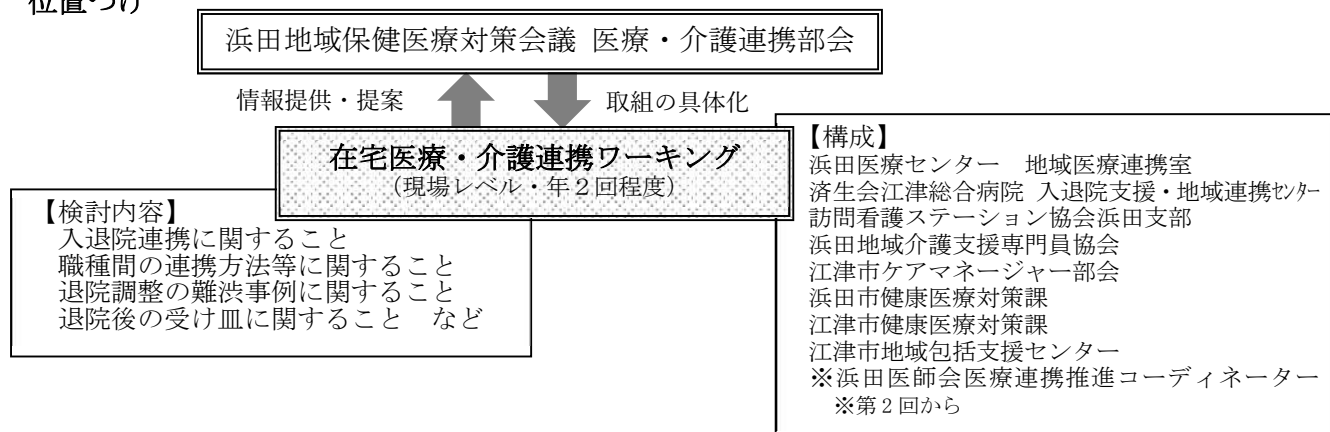 位置づけ
浜田地域保健医療対策会議 医療・介護連携部会
情報提供・提案
取組の具体化
在宅医療・介護連携ワーキング
(現場レベル・年２回程度)
【検討内容】
入退院連携に関すること
職種間の連携方法等に関すること
退院調整の難渋事例に関すること
退院後の受け皿に関すること　など
【構成】
浜田医療センター　地域医療連携室
済生会江津総合病院 入退院支援・地域連携ｾﾝﾀｰ
訪問看護ステーション協会浜田支部
浜田地域介護支援専門員協会
江津市ケアマネージャー部会
浜田市健康医療対策課
江津市健康医療対策課
江津市地域包括支援センター
※浜田医師会医療連携推進コーディネーター
※第２回から